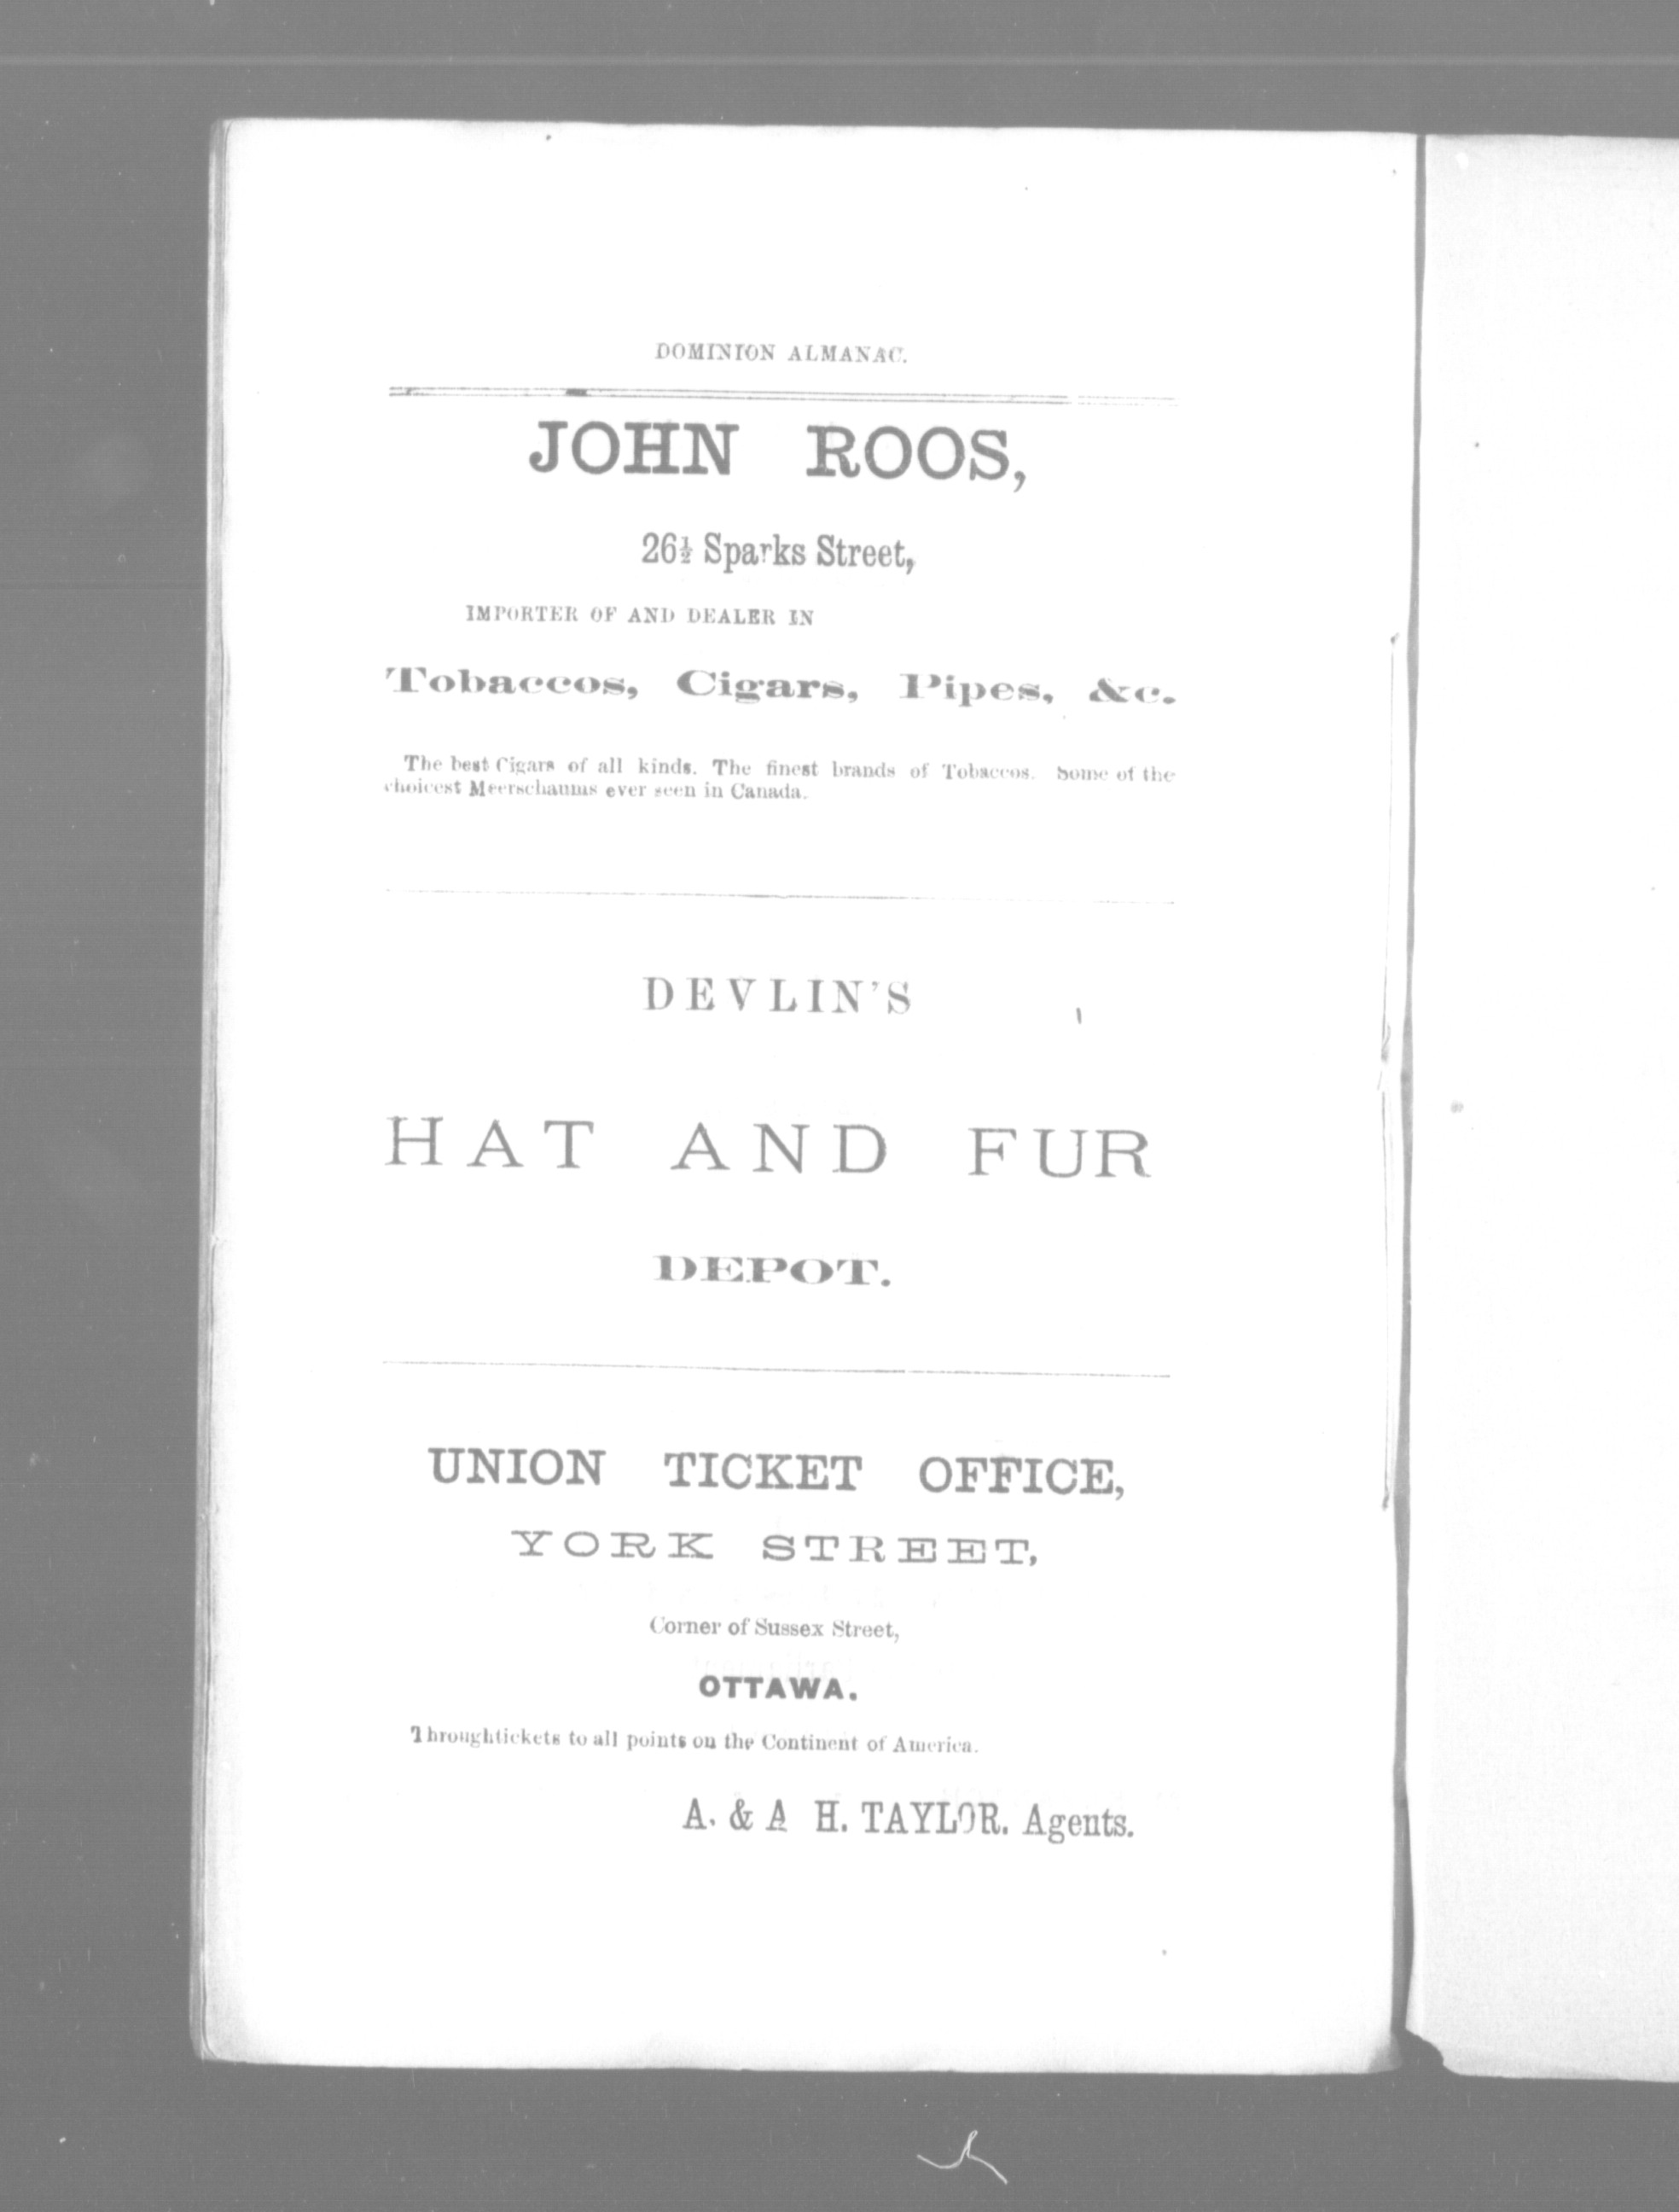 DOMINION ALMANAC.
JOHN ROOS,
26½ Sparks Street,
IMPORTER OF AND DEALER IN
Tobaccos, Cigars, Pipes, &c.
The best Cigars of all kinds. The finest brands of Tobaccos. Some of the
choicest Meerschaums ever seen in Canada.
DEVLIN'S
HAT AND FUR
DEPOT.
UNION TICKET OFFICE,
YORK STREET,
Corner of Sussex Street,
OTTAWA.
Throughtickets to all points on the Continent of America.
A. & A H. TAYLOR. Agents.